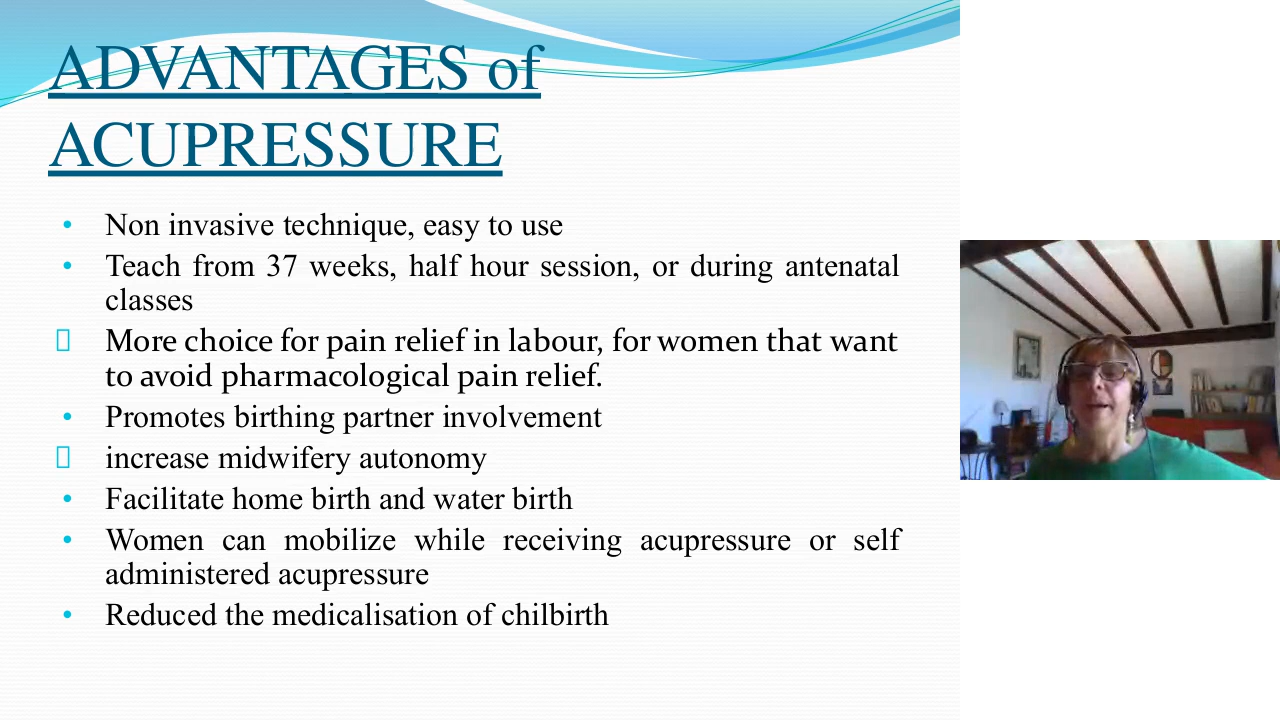 ADVANTAGES of
ACUPRESSURE
• Non invasive technique, easy to use
• Teach from 37 weeks, half hour session, or during antenatal
classes
▯ More choice for pain relief in labour, for women that want
to avoid pharmacological pain relief.
• Promotes birthing partner involvement
▯ increase midwifery autonomy
• Facilitate home birth and water birth
• Women can mobilize while receiving acupressure or self
administered acupressure
• Reduced the medicalisation of chilbirth